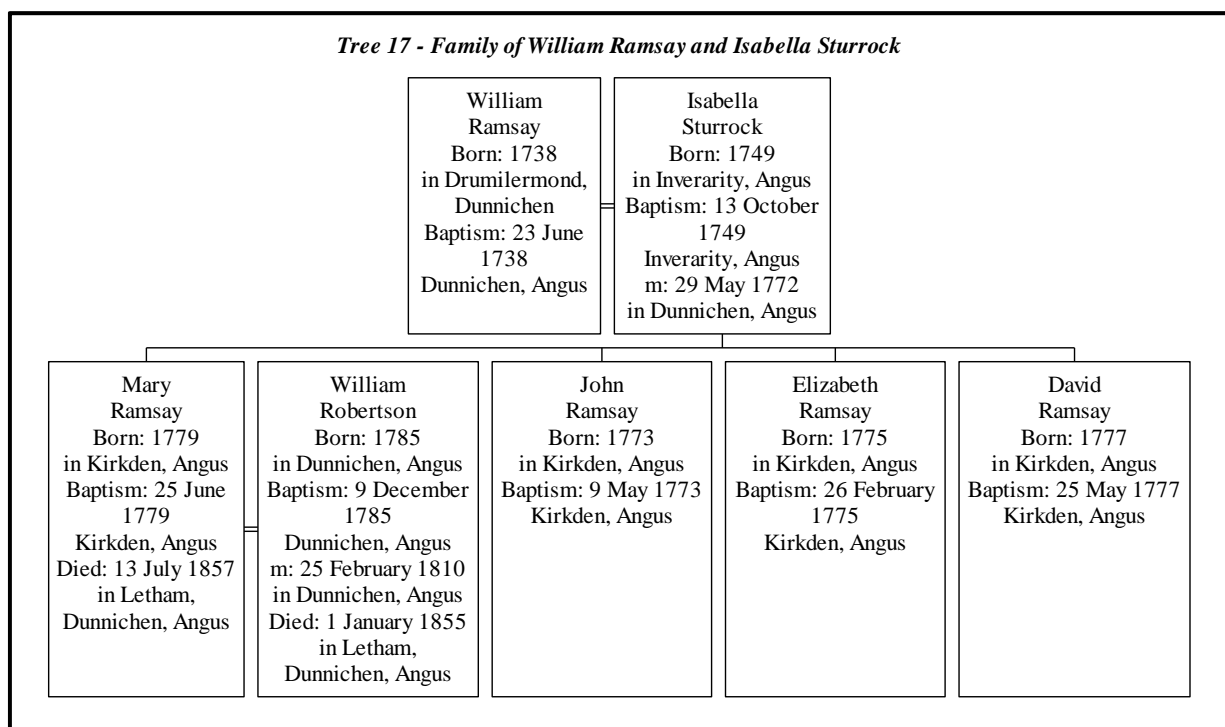 Tree 17 - Family of William Ramsay and Isabella Sturrock
William
Ramsay
Born: 1738
in Drumilermond,
Dunnichen
Baptism: 23 June
1738
Dunnichen, Angus
Isabella
Sturrock
Born: 1749
in Inverarity, Angus
Baptism: 13 October
1749
Inverarity, Angus
m: 29 May 1772
in Dunnichen, Angus
Mary
Ramsay
Born: 1779
in Kirkden, Angus
Baptism: 25 June
1779
Kirkden, Angus
Died: 13 July 1857
in Letham,
Dunnichen, Angus
William
Robertson
Born: 1785
in Dunnichen, Angus
Baptism: 9 December
1785
Dunnichen, Angus
m: 25 February 1810
in Dunnichen, Angus
Died: 1 January 1855
in Letham,
Dunnichen, Angus
John
Ramsay
Born: 1773
in Kirkden, Angus
Baptism: 9 May 1773
Kirkden, Angus
Elizabeth
Ramsay
Born: 1775
in Kirkden, Angus
Baptism: 26 February
1775
Kirkden, Angus
David
Ramsay
Born: 1777
in Kirkden, Angus
Baptism: 25 May 1777
Kirkden, Angus